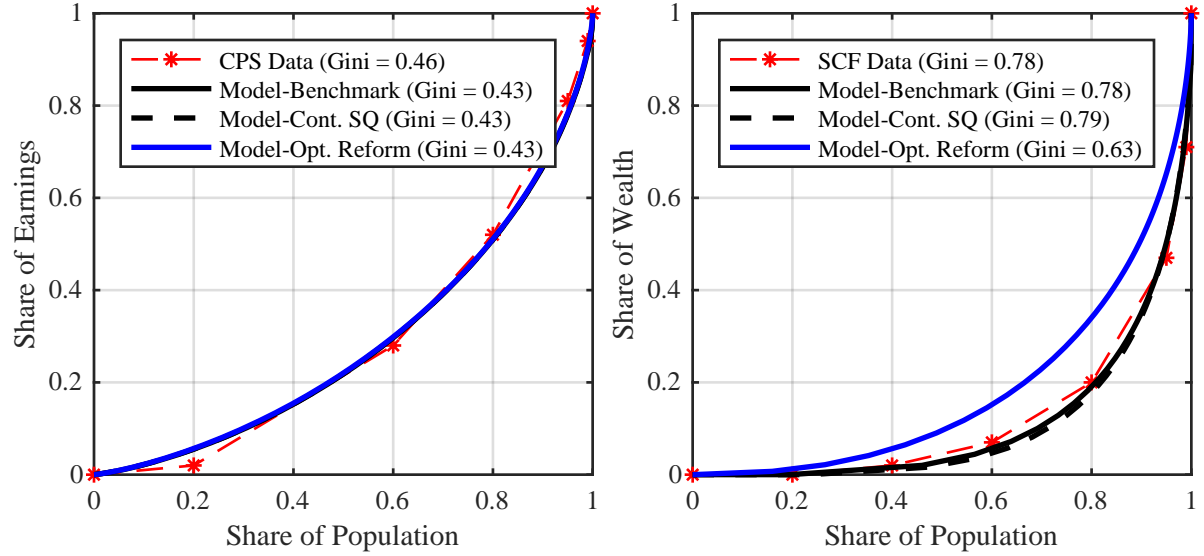 1
0.8
0.6
0.4
0.2
0
0 0.2 0.4 0.6 0.8 1
Share of Earnings
Share of Population
CPS Data (Gini = 0.46)
Model-Benchmark (Gini = 0.43)
Model-Cont. SQ (Gini = 0.43)
Model-Opt. Reform (Gini = 0.43)
1
0.8
0.6
0.4
0.2
0
0 0.2 0.4 0.6 0.8 1
Share of Wealth
Share of Population
SCF Data (Gini = 0.78)
Model-Benchmark (Gini = 0.78)
Model-Cont. SQ (Gini = 0.79)
Model-Opt. Reform (Gini = 0.63)